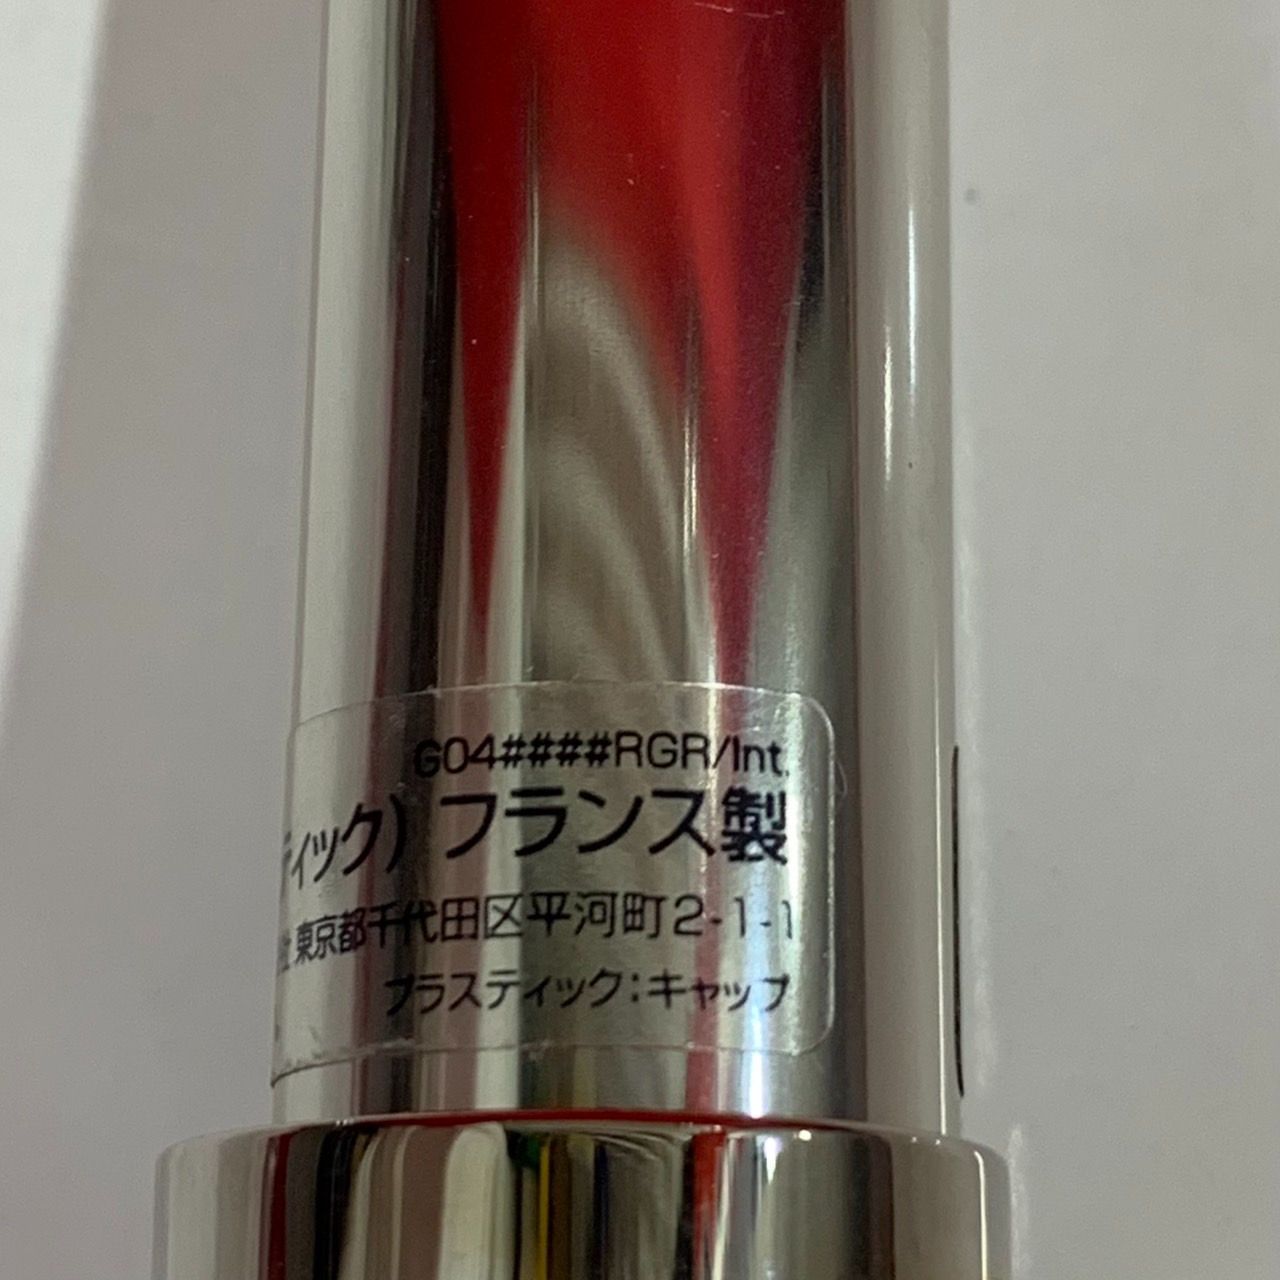 G04####RGR/Int.
ティック) フランス製
社 東京都千代田区平河町2-1-1
プラスティック:キャップ